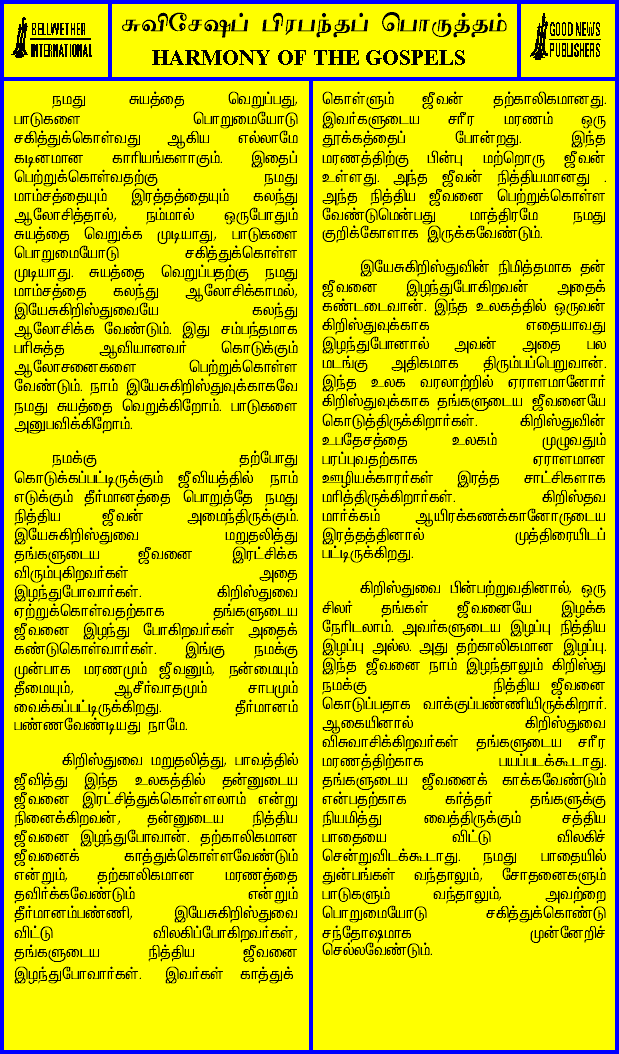 BELLWETHER
INTERNATIONAL
சுவிசேஷப் பிரபந்தப் பொருத்தம்
HARMONY OF THE GOSPELS
GOOD NEWS
PUBLISHERS
நமது சுயத்தை வெறுப்பது,
பாடுகளை பொறுமையோடு
சகித்துக்கொள்வது ஆகிய எல்லாமே
கடினமான காரியங்களாகும். இதைப்
பெற்றுக்கொள்வதற்கு நமது
மாம்சத்தையும் இரத்தத்தையும் கலந்து
ஆலோசித்தால், நம்மால் ஒருபோதும்
சுயத்தை வெறுக்க முடியாது, பாடுகளை
பொறுமையோடு சகித்துக்கொள்ள
முடியாது. சுயத்தை வெறுப்பதற்கு நமது
மாம்சத்தை கலந்து ஆலோசிக்காமல்,
இயேசுகிறிஸ்துவையே கலந்து
ஆலோசிக்க வேண்டும். இது சம்பந்தமாக
பரிசுத்த ஆவியானவர் கொடுக்கும்
ஆலோசனைகளை பெற்றுக்கொள்ள
வேண்டும். நாம் இயேசுகிறிஸ்துவுக்காகவே
நமது சுயத்தை வெறுக்கிறோம். பாடுகளை
அனுபவிக்கிறோம்.
நமக்கு தற்போது
கொடுக்கப்பட்டிருக்கும் ஜீவியத்தில் நாம்
எடுக்கும் தீர்மானத்தை பொறுத்தே நமது
நித்திய ஜீவன் அமைந்திருக்கும்.
இயேசுகிறிஸ்துவை மறுதலித்து
தங்களுடைய ஜீவனை இரட்சிக்க
விரும்புகிறவர்கள் அதை
இழந்துபோவார்கள். கிறிஸ்துவை
ஏற்றுக்கொள்வதற்காக தங்களுடைய
ஜீவனை இழந்து போகிறவர்கள் அதைக்
கண்டுகொள்வார்கள். இங்கு நமக்கு
முன்பாக மரணமும் ஜீவனும், நன்மையும்
தீமையும், ஆசீர்வாதமும் சாபமும்
வைக்கப்பட்டிருக்கிறது. தீர்மானம்
பண்ணவேண்டியது நாமே.
கிறிஸ்துவை மறுதலித்து, பாவத்தில்
ஜீவித்து இந்த உலகத்தில் தன்னுடைய
ஜீவனை இரட்சித்துக்கொள்ளலாம் என்று
நினைக்கிறவன், தன்னுடைய நித்திய
ஜீவனை இழந்துபோவான். தற்காலிகமான
ஜீவனைக் காத்துக்கொள்ளவேண்டும்
என்றும், தற்காலிகமான மரணத்தை
தவிர்க்கவேண்டும் என்றும்
தீர்மானம்பண்ணி, இயேசுகிறிஸ்துவை
விட்டு விலகிப்போகிறவர்கள்,
தங்களுடைய நித்திய ஜீவனை
இழந்துபோவார்கள். இவர்கள் காத்துக்
கொள்ளும் ஜீவன் தற்காலிகமானது.
இவர்களுடைய சரீர மரணம் ஒரு
தூக்கத்தைப் போன்றது. இந்த
மரணத்திற்கு பின்பு மற்றொரு ஜீவன்
உள்ளது. அந்த ஜீவன் நித்தியமானது .
அந்த நித்திய ஜீவனை பெற்றுக்கொள்ள
வேண்டுமென்பது மாத்திரமே நமது
குறிக்கோளாக இருக்கவேண்டும்.
இயேசுகிறிஸ்துவின் நிமித்தமாக தன்
ஜீவனை இழந்துபோகிறவன் அதைக்
கண்டடைவான். இந்த உலகத்தில் ஒருவன்
கிறிஸ்துவுக்காக எதையாவது
இழந்துபோனால் அவன் அதை பல
மடங்கு அதிகமாக திரும்பப்பெறுவான்.
இந்த உலக வரலாற்றில் ஏராளமானோர்
கிறிஸ்துவுக்காக தங்களுடைய ஜீவனையே
கொடுத்திருக்கிறார்கள். கிறிஸ்துவின்
உபதேசத்தை உலகம் முழுவதும்
பரப்புவதற்காக ஏராளமான
ஊழியக்காரர்கள் இரத்த சாட்சிகளாக
மரித்திருக்கிறார்கள். கிறிஸ்தவ
மார்க்கம் ஆயிரக்கணக்கானோருடைய
இரத்தத்தினால் முத்திரையிடப்
பட்டிருக்கிறது.
கிறிஸ்துவை பின்பற்றுவதினால், ஒரு
சிலர் தங்கள் ஜீவனையே இழக்க
நேரிடலாம். அவர்களுடைய இழப்பு நித்திய
இழப்பு அல்ல. அது தற்காலிகமான இழப்பு.
இந்த ஜீவனை நாம் இழந்தாலும் கிறிஸ்து
நமக்கு நித்திய ஜீவனை
கொடுப்பதாக வாக்குப்பண்ணியிருக்கிறார்.
ஆகையினால் கிறிஸ்துவை
விசுவாசிக்கிறவர்கள் தங்களுடைய சரீர
மரணத்திற்காக பயப்படக்கூடாது.
தங்களுடைய ஜீவனைக் காக்கவேண்டும்
என்பதற்காக கர்த்தர் தங்களுக்கு
நியமித்து வைத்திருக்கும் சத்திய
பாதையை விட்டு விலகிச்
சென்றுவிடக்கூடாது. நமது பாதையில்
துன்பங்கள் வந்தாலும், சோதனைகளும்
பாடுகளும் வந்தாலும், அவற்றை
பொறுமையோடு சகித்துக்கொண்டு
சந்தோஷமாக முன்னேறிச்
செல்லவேண்டும்.